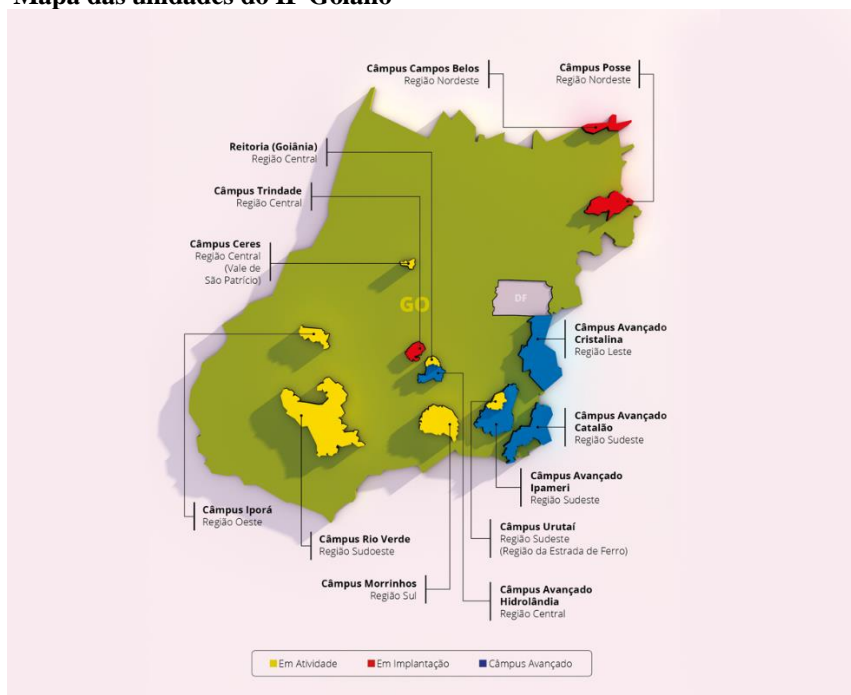 Mapa das unidades do IF Goiano
Câmpus Campos Belos
Região Nordeste
Câmpus Posse
Região Nordeste
Reitoria (Goiânia)
Região Central
Câmpus Trindade
Região Central
Câmpus Ceres
Região Central
(Vale de
São Patrício)
GO
DF
Câmpus Avançado
Cristalina
Região Leste
Câmpus Avançado
Catalão
Região Sudeste
Câmpus Avançado
Ipameri
Região Sudeste
Câmpus Iporá
Região Oeste
Câmpus Rio Verde
Região Sudoeste
Câmpus Urutaí
Região Sudeste
(Região da Estrada de Ferro)
Câmpus Morrinhos
Região Sul
Câmpus Avançado
Hidrolândia
Região Central
Em Atividade
Em Implantação
Câmpus Avançado